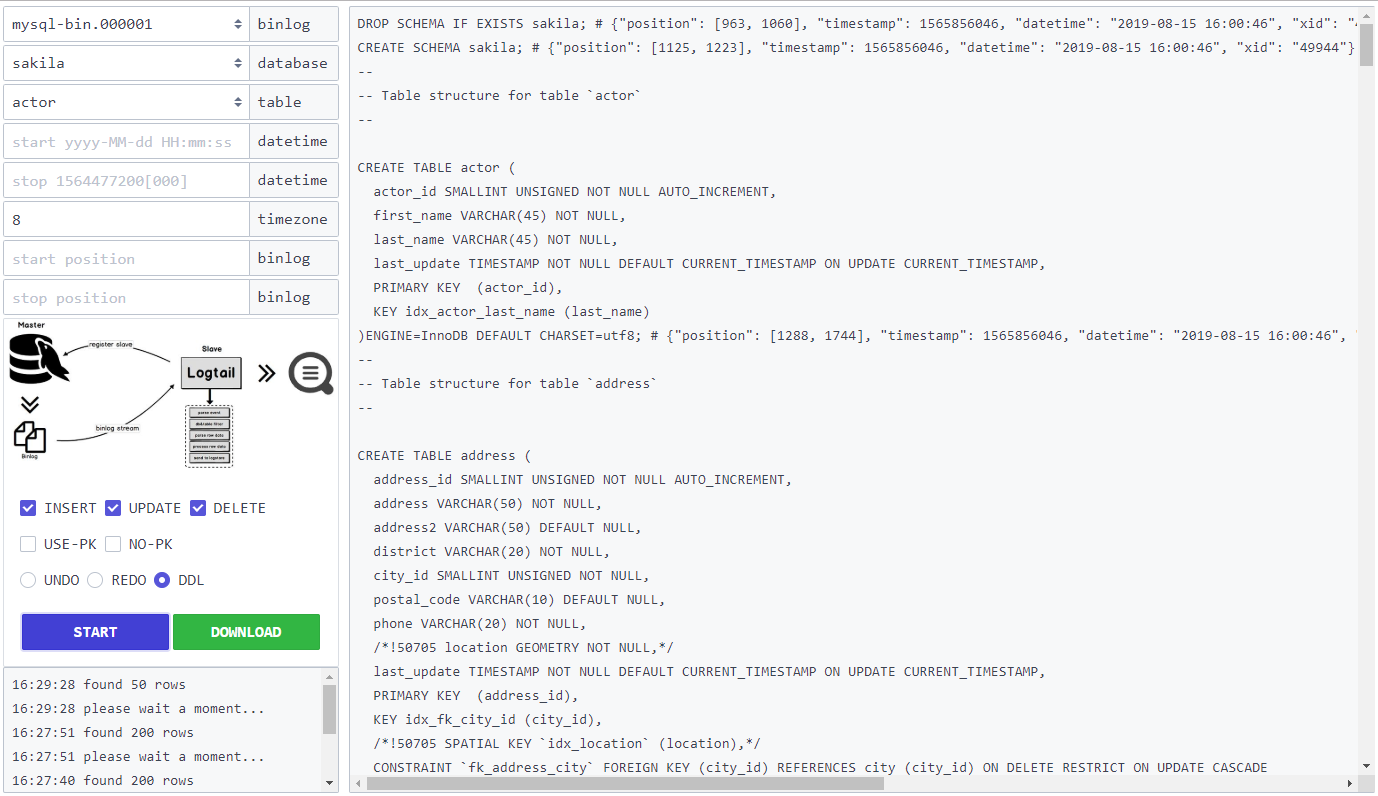 mysql-bin.000001 binlog
sakila database
actor table
start yyyy-MM-dd HH:mm:ss datetime
stop 1564477200[000] datetime
8 timezone
start position binlog
stop position binlog
Master
register slave
Slave
Logtail
binlog stream
Binlog
parse event
parse row data
process row data
send to logstore
INSERT UPDATE DELETE
USE-PK NO-PK
UNDO REDO DDL
START DOWNLOAD
16:29:28 found 50 rows
16:29:28 please wait a moment...
16:27:51 found 200 rows
16:27:51 please wait a moment...
16:27:40 found 200 rows
DROP SCHEMA IF EXISTS sakila; # {"position": [963, 1060], "timestamp": 1565856046, "datetime": "2019-08-15 16:00:46", "xid": "4
CREATE SCHEMA sakila; # {"position": [1125, 1223], "timestamp": 1565856046, "datetime": "2019-08-15 16:00:46", "xid": "49944"}
--
-- Table structure for table `actor`
--
CREATE TABLE actor (
actor_id SMALLINT UNSIGNED NOT NULL AUTO_INCREMENT,
first_name VARCHAR(45) NOT NULL,
last_name VARCHAR(45) NOT NULL,
last_update TIMESTAMP NOT NULL DEFAULT CURRENT_TIMESTAMP ON UPDATE CURRENT_TIMESTAMP,
PRIMARY KEY  (actor_id),
KEY idx_actor_last_name (last_name)
)ENGINE=InnoDB DEFAULT CHARSET=utf8; # {"position": [1288, 1744], "timestamp": 1565856046, "datetime": "2019-08-15 16:00:46", "
--
-- Table structure for table `address`
--
CREATE TABLE address (
address_id SMALLINT UNSIGNED NOT NULL AUTO_INCREMENT,
address VARCHAR(50) NOT NULL,
address2 VARCHAR(50) DEFAULT NULL,
district VARCHAR(20) NOT NULL,
city_id SMALLINT UNSIGNED NOT NULL,
postal_code VARCHAR(10) DEFAULT NULL,
phone VARCHAR(20) NOT NULL,
/*!50705 location GEOMETRY NOT NULL,*/
last_update TIMESTAMP NOT NULL DEFAULT CURRENT_TIMESTAMP ON UPDATE CURRENT_TIMESTAMP,
PRIMARY KEY  (address_id),
KEY idx_fk_city_id (city_id),
/*!50705 SPATIAL KEY `idx_location` (location),*/
CONSTRAINT `fk_address_city` FOREIGN KEY (city_id) REFERENCES city (city_id) ON DELETE RESTRICT ON UPDATE CASCADE